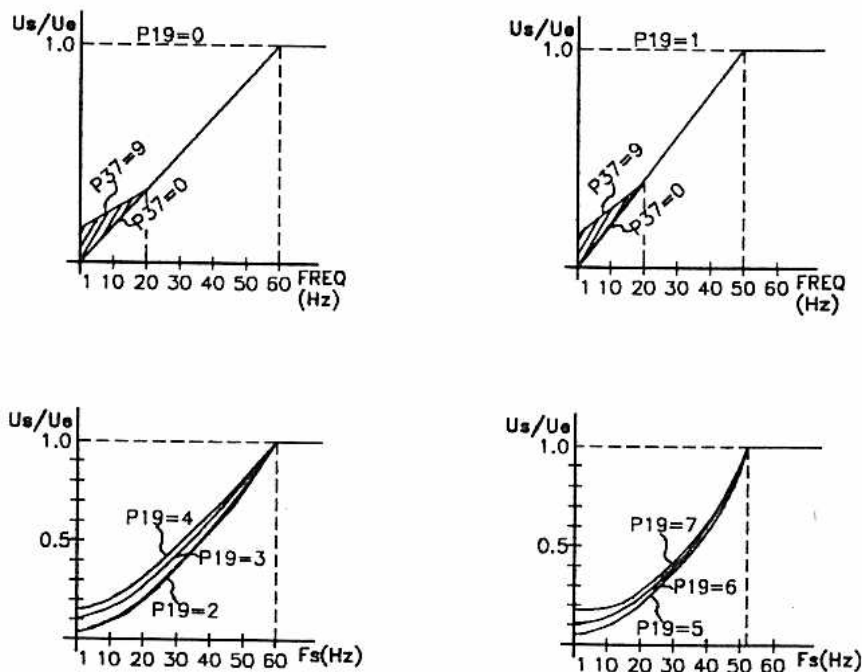 Us/Ue
P19=0
1.0
P37=9
P37=0
1 10 20 30 40 50 60 FREQ
(Hz)
Us/Ue
P19=1
1.0
P37=9
P37=0
1 10 20 30 40 50 60 FREQ
(Hz)
Us/Ue
1.0
P19=4
0.5
P19=3
P19=2
1 10 20 30 40 50 60 Fs(Hz)
Us/Ue
1.0
P19=7
0.5
P19=6
P19=5
1 10 20 30 40 50 60 Fs(Hz)